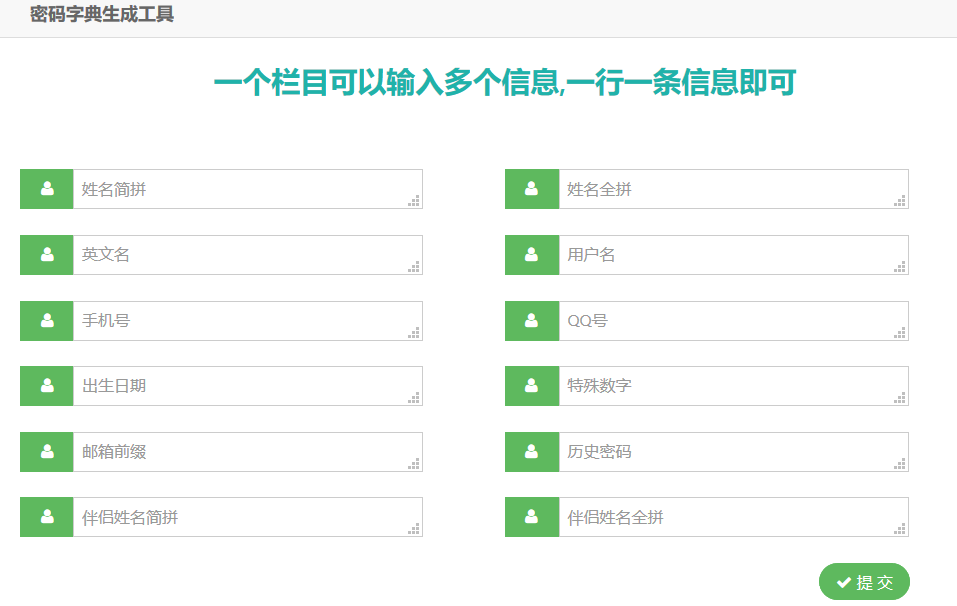 密码字典生成工具
一个栏目可以输入多个信息,一行一条信息即可
姓名简拼
姓名全拼
英文名
用户名
手机号
QQ号
出生日期
特殊数字
邮箱前缀
历史密码
伴侣姓名简拼
伴侣姓名全拼
提 交